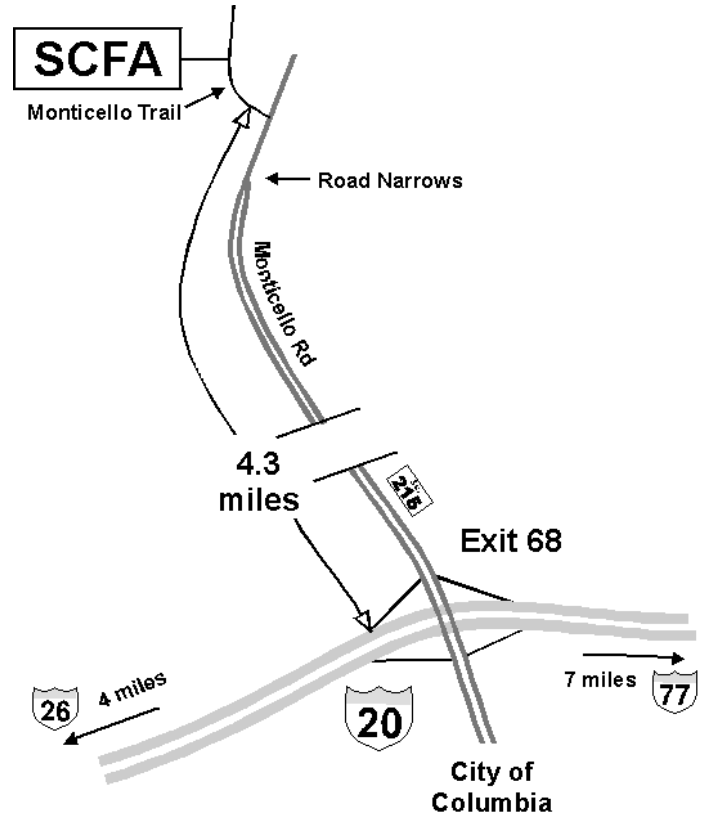 SCFA
Monticello Trail
Road Narrows
Monticello Rd
4.3
miles
215
Exit 68
4 miles
26
20
7 miles
77
City of
Columbia